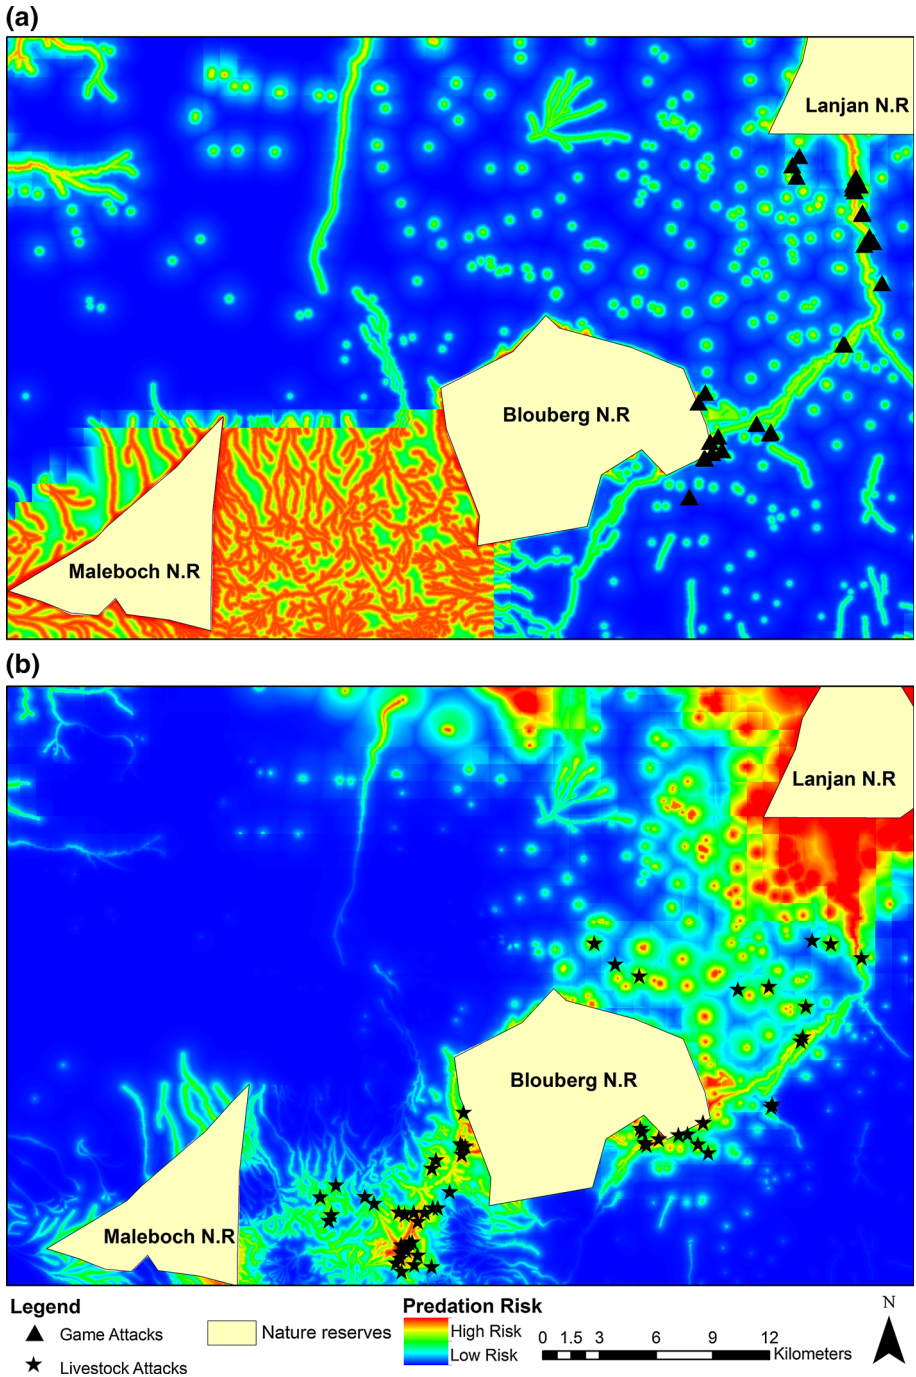 (a)
Lanjan N.R
Blouberg N.R
Maleboch N.R
(b)
Lanjan N.R
Blouberg N.R
Maleboch N.R
Legend
Game Attacks
Livestock Attacks
Nature reserves
Predation Risk
High Risk
Low Risk
0 1.5 3 6 9 12
Kilometers
N